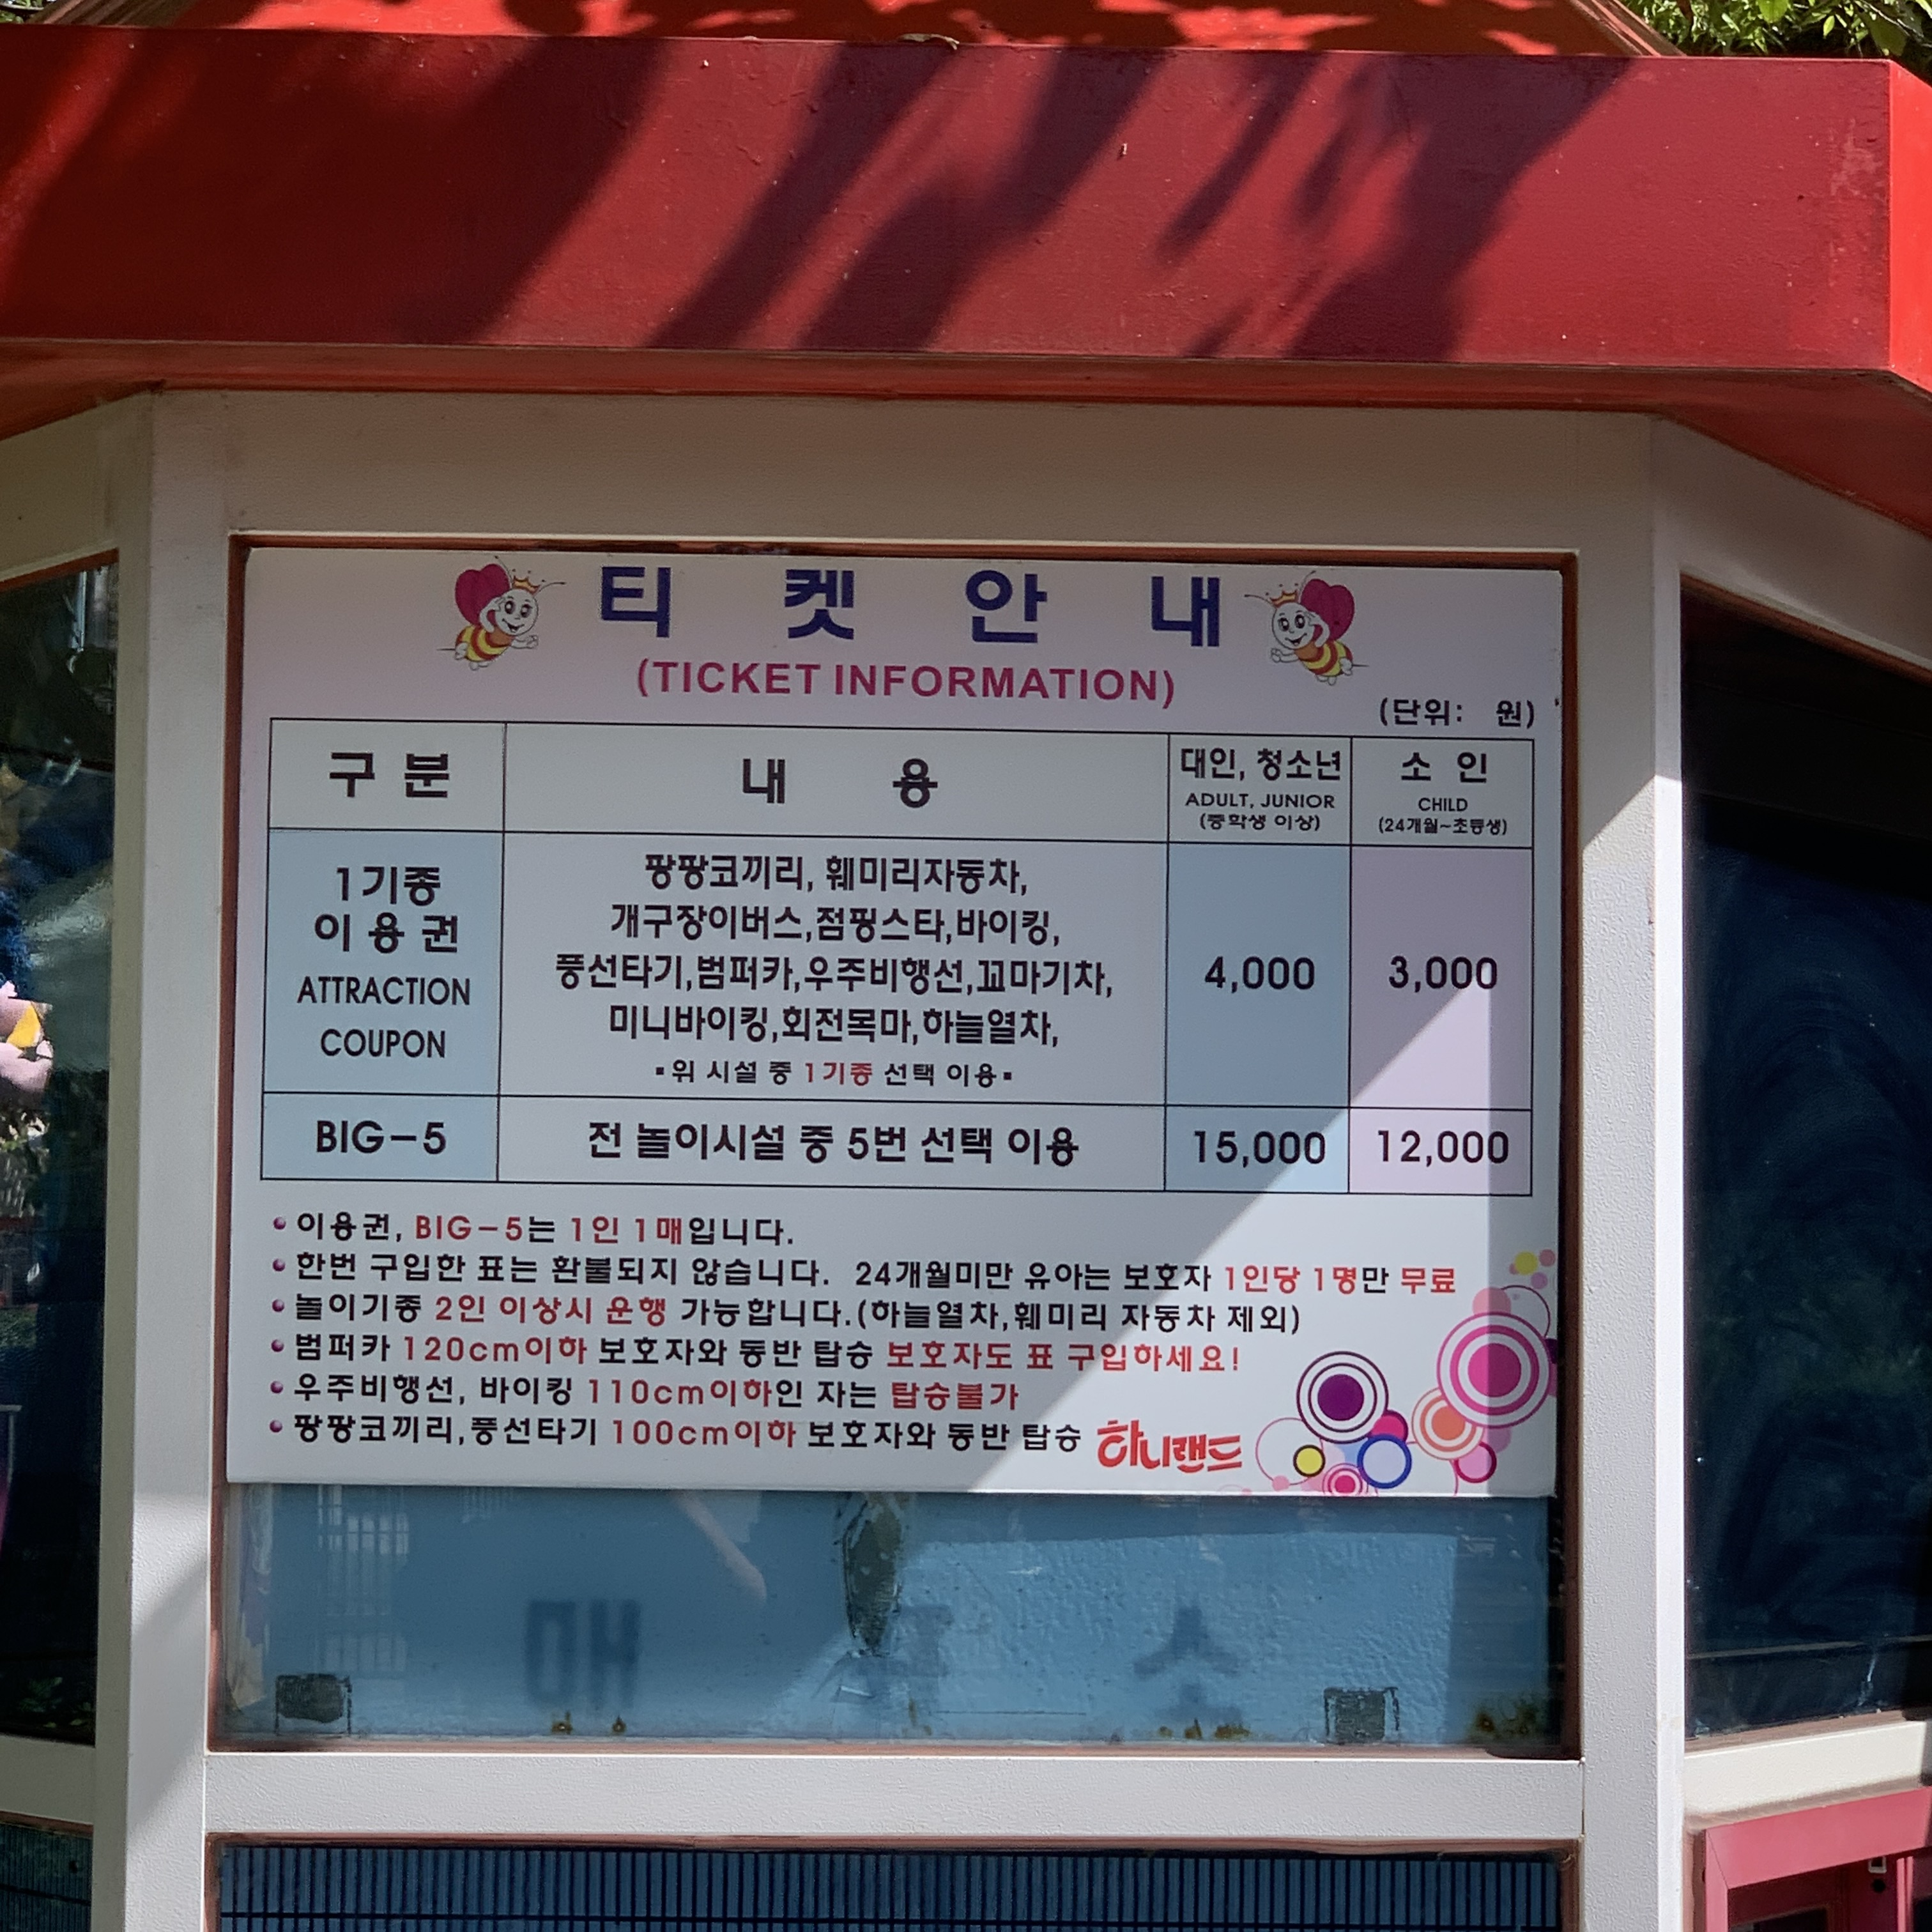 티 켓 안 내
(TICKET INFORMATION)
(단위: 원)
구 분
내 용
대인, 청소년
ADULT, JUNIOR
(중학생 이상)
소 인
CHILD
(24개월~초등생)
1기종
이 용 권
ATTRACTION
COUPON
팡팡코끼리, 훼미리자동차,
개구장이버스,점핑스타,바이킹,
풍선타기,범퍼카,우주비행선,꼬마기차,
미니바이킹,회전목마,하늘열차,
▪위 시설 중 1기종 선택 이용▪
4,000
3,000
BIG-5
전 놀이시설 중 5번 선택 이용
15,000
12,000
• 이용권, BIG-5는 1인 1매입니다.
• 한번 구입한 표는 환불되지 않습니다. 24개월미만 유아는 보호자 1인당 1명만 무료
• 놀이기종 2인 이상시 운행 가능합니다.(하늘열차,훼미리 자동차 제외)
• 범퍼카 120cm이하 보호자와 동반 탑승 보호자도 표 구입하세요!
• 우주비행선, 바이킹 110cm이하인 자는 탑승불가
• 팡팡코끼리,풍선타기 100cm이하 보호자와 동반 탑승
하니랜드
매 표 소